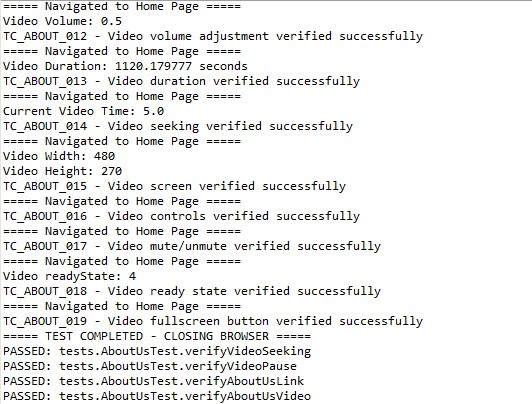 ===== Navigated to Home Page =====
Video Volume: 0.5
TC_ABOUT_012 - Video volume adjustment verified successfully
===== Navigated to Home Page =====
Video Duration: 1120.179777 seconds
TC_ABOUT_013 - Video duration verified successfully
===== Navigated to Home Page =====
Current Video Time: 5.0
TC_ABOUT_014 - Video seeking verified successfully
===== Navigated to Home Page =====
Video Width: 480
Video Height: 270
TC_ABOUT_015 - Video screen verified successfully
===== Navigated to Home Page =====
TC_ABOUT_016 - Video controls verified successfully
===== Navigated to Home Page =====
TC_ABOUT_017 - Video mute/unmute verified successfully
===== Navigated to Home Page =====
Video readyState: 4
TC_ABOUT_018 - Video ready state verified successfully
===== Navigated to Home Page =====
TC_ABOUT_019 - Video fullscreen button verified successfully
===== TEST COMPLETED - CLOSING BROWSER =====
PASSED: tests.AboutUsTest.verifyVideoSeeking
PASSED: tests.AboutUsTest.verifyVideoPause
PASSED: tests.AboutUsTest.verifyAboutUsLink
PASSED: tests.AboutUsTest.verifyAboutUsVideo